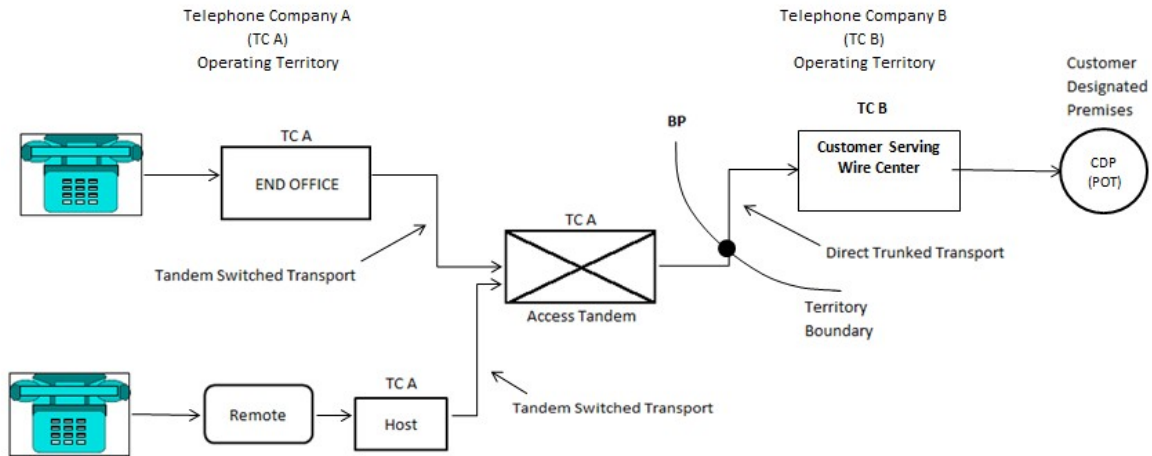 Telephone Company A
(TC A)
Operating Territory
Telephone Company B
(TC B)
Operating Territory
Customer
Designated
Premises
TC A
END OFFICE
BP
TC B
Customer Serving
Wire Center
CDP
(POT)
TC A
Tandem Switched Transport
Direct Trunked Transport
Access Tandem
Territory
Boundary
TC A
Remote
Host
Tandem Switched Transport